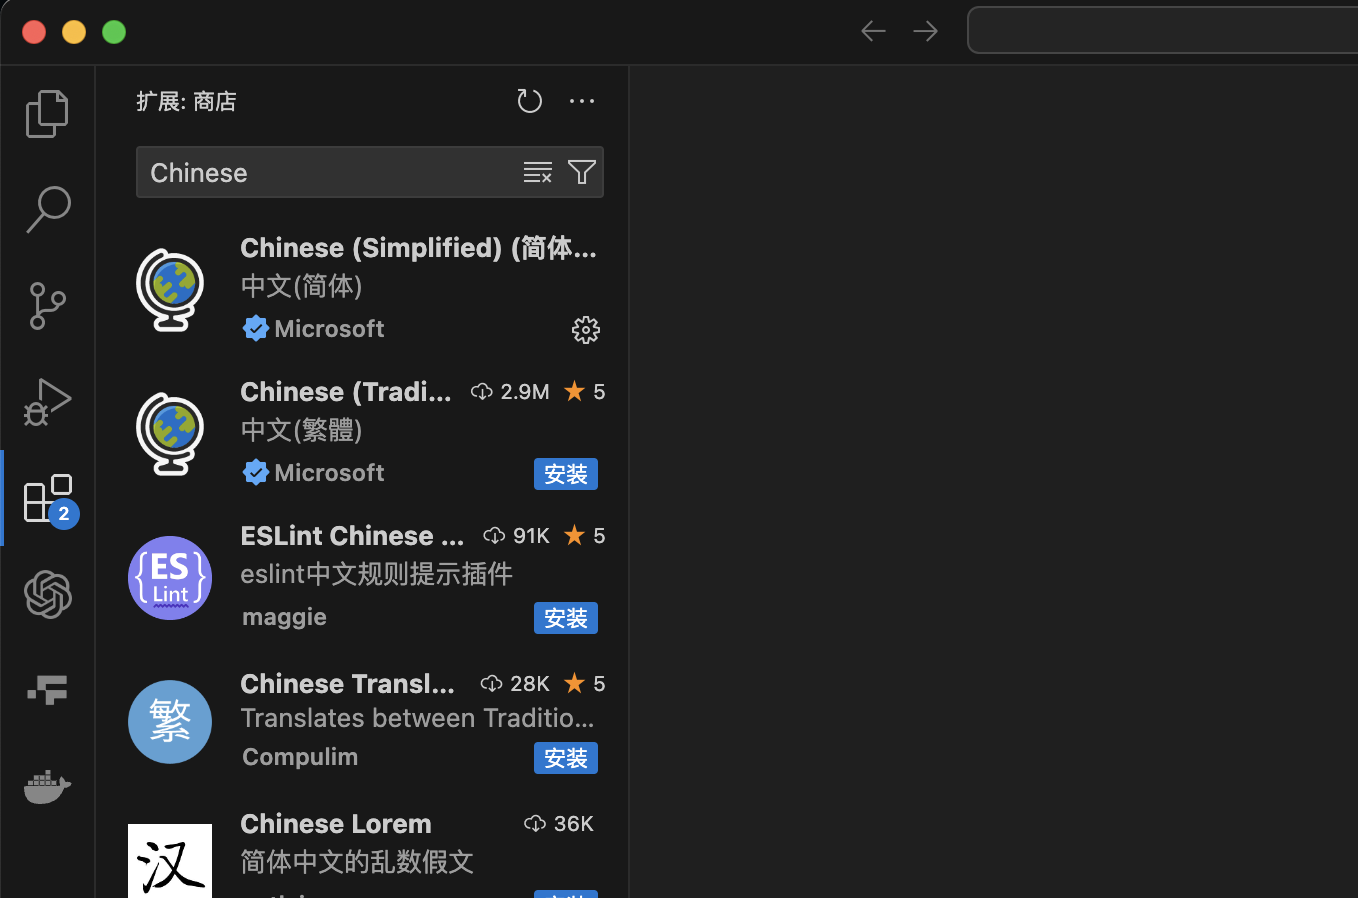 扩展: 商店
Chinese
Chinese (Simplified) (简体...
中文(简体)
Microsoft
Chinese (Tradi... 2.9M 5
中文(繁體)
Microsoft 安装
2
ESLint Chinese ... 91K 5
eslint中文规则提示插件
maggie 安装
{ES
Lint}
Chinese Transl... 28K 5
Translates between Traditio...
Compulim 安装
繁
Chinese Lorem 36K
简体中文的乱数假文
汉